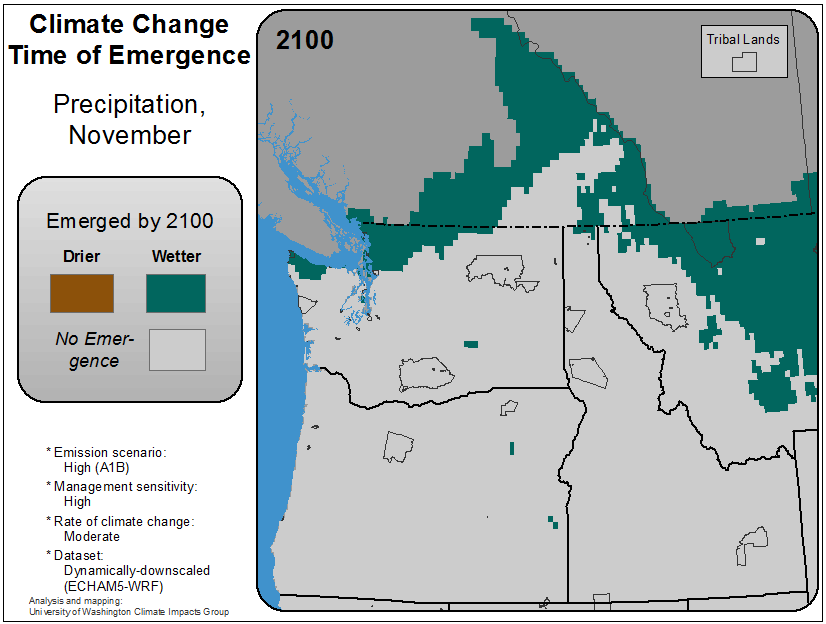 Climate Change
Time of Emergence
Precipitation,
November
Emerged by 2100
Drier
Wetter
No Emer-
gence
* Emission scenario:
High (A1B)
* Management sensitivity:
High
* Rate of climate change:
Moderate
* Dataset:
Dynamically-downscaled
(ECHAM5-WRF)
Analysis and mapping:
University of Washington Climate Impacts Group
2100
Tribal Lands